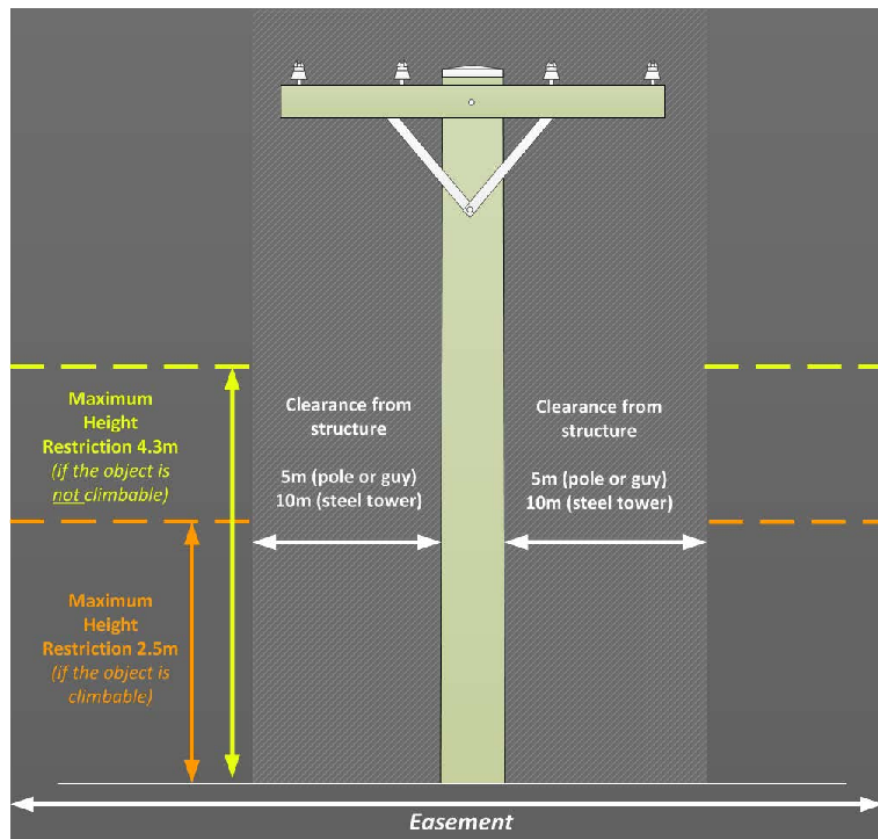 Maximum
Height
Restriction 4.3m
(if the object is
not climbable)
Maximum
Height
Restriction 2.5m
(if the object is
climbable)
Clearance from
structure
5m (pole or guy)
10m (steel tower)
Clearance from
structure
5m (pole or guy)
10m (steel tower)
Easement